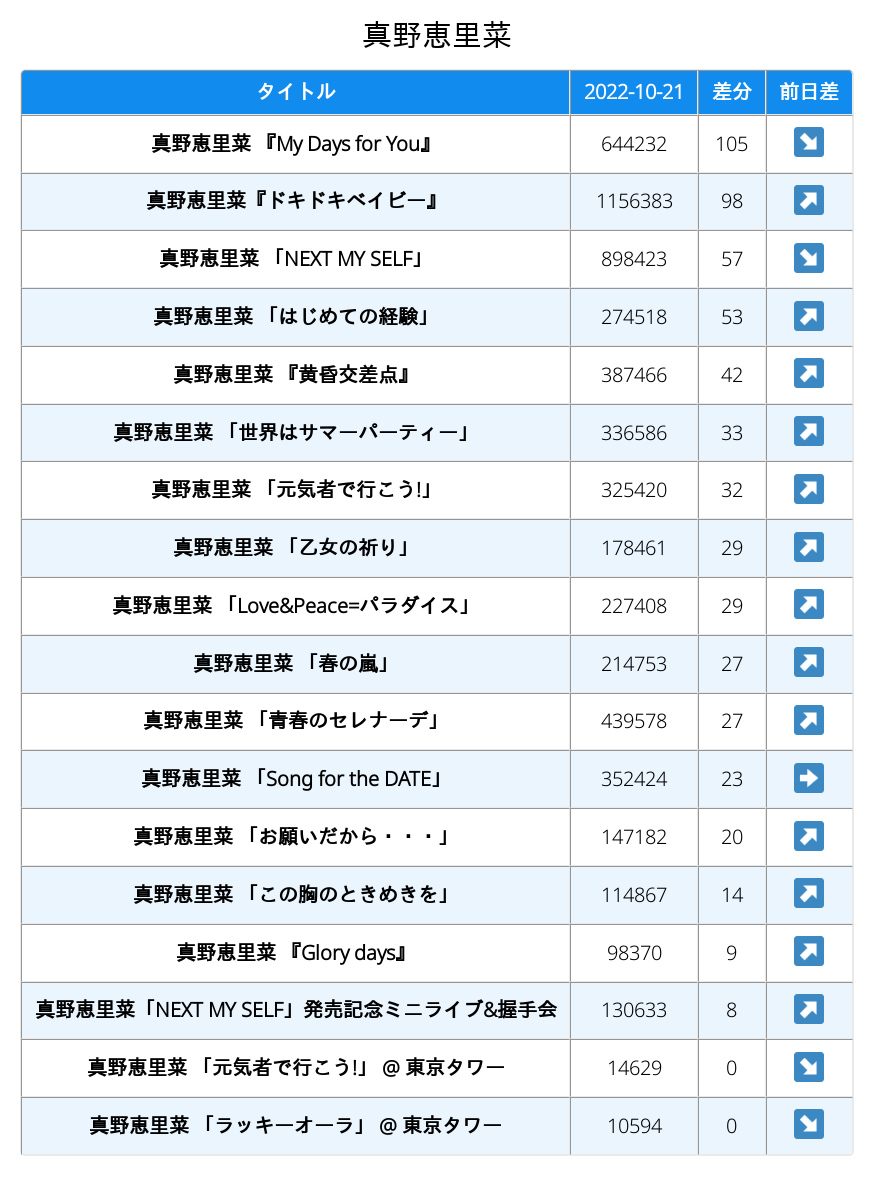 真野恵里菜
タイトル 2022-10-21 差分 前日差
真野恵里菜 『My Days for You』 644232 105 ↘
真野恵里菜『ドキドキベイビー』 1156383 98 ↗
真野恵里菜 「NEXT MY SELF」 898423 57 ↘
真野恵里菜 「はじめての経験」 274518 53 ↗
真野恵里菜 『黄昏交差点』 387466 42 ↗
真野恵里菜 「世界はサマーパーティー」 336586 33 ↗
真野恵里菜 「元気者で行こう!」 325420 32 ↗
真野恵里菜 「乙女の祈り」 178461 29 ↗
真野恵里菜 「Love&Peace=パラダイス」 227408 29 ↗
真野恵里菜 「春の嵐」 214753 27 ↗
真野恵里菜 「青春のセレナーデ」 439578 27 ↗
真野恵里菜 「Song for the DATE」 352424 23 ➡
真野恵里菜 「お願いだから・・・」 147182 20 ↗
真野恵里菜 「この胸のときめきを」 114867 14 ↗
真野恵里菜 『Glory days』 98370 9 ↗
真野恵里菜「NEXT MY SELF」発売記念ミニライブ&握手会 130633 8 ↗
真野恵里菜 「元気者で行こう!」 @ 東京タワー 14629 0 ↘
真野恵里菜 「ラッキーオーラ」 @ 東京タワー 10594 0 ↘